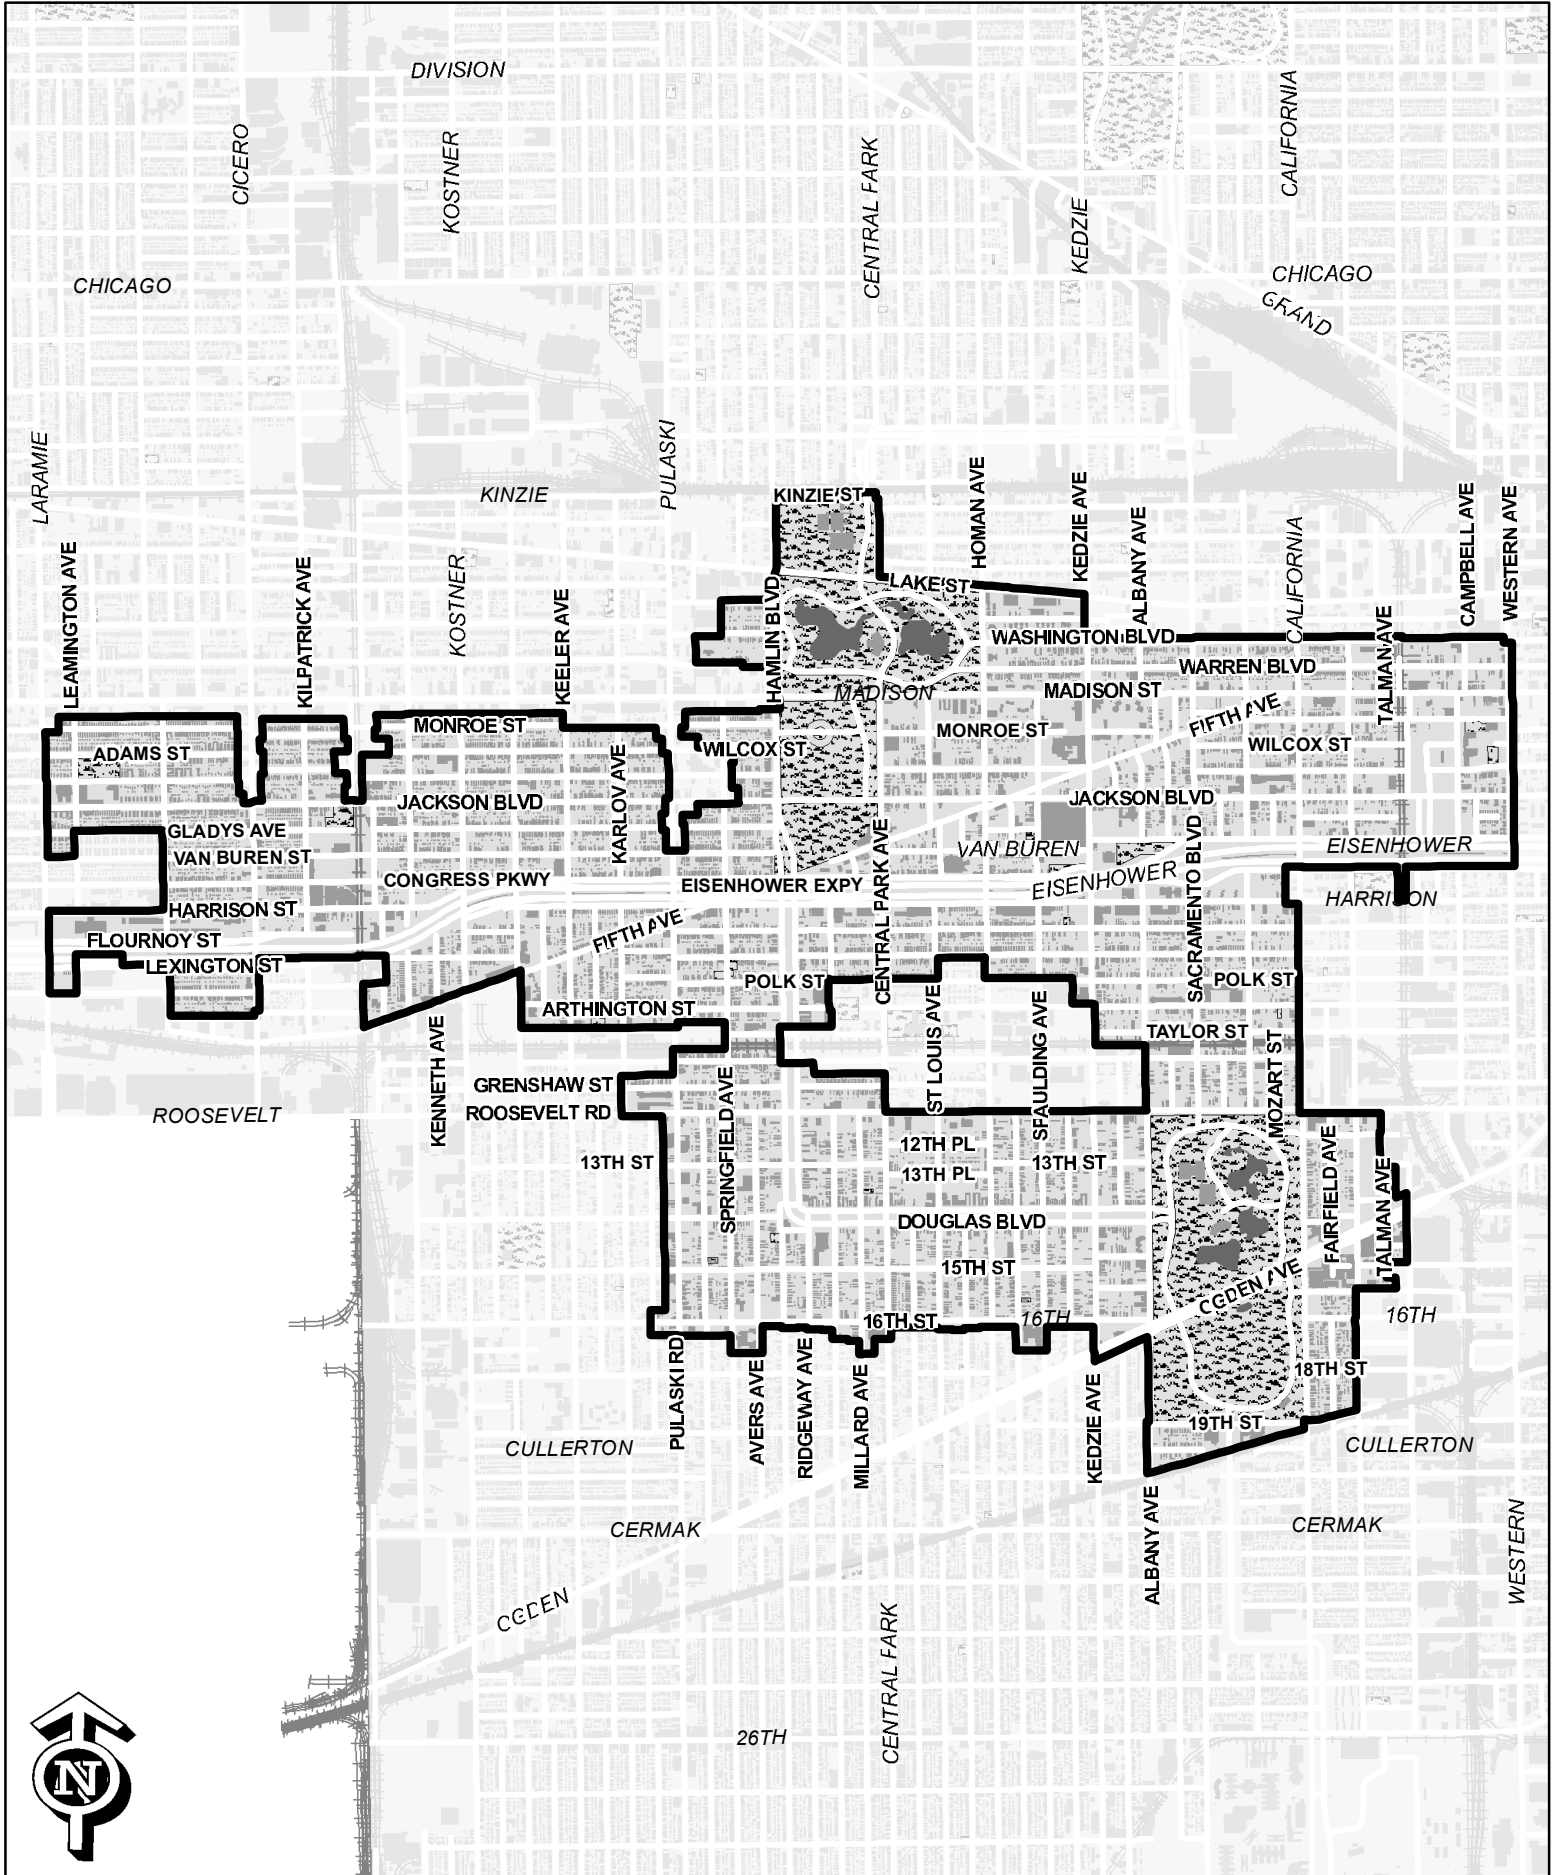 DIVISION
CICERO
KOSTNER
CENTRAL PARK
CALIFORNIA
KEDZIE
CHICAGO
CHICAGO
GRAND
LARAMIE
PULASKI
KINZIE
KINZIE ST
HOMAN AVE
KEDZIE AVE
ALBANY AVE
CALIFORNIA
CAMPBELL AVE
WESTERN AVE
LEAMINGTON AVE
KILPATRICK AVE
KOSTNER
KEELER AVE
HAMLIN BLVD
LAKE ST
TALMAN AVE
WASHINGTON BLVD
WARREN BLVD
MADISON
MADISON ST
MONROE ST
MONROE ST
FIFTH AVE
ADAMS ST
WILCOX ST
WILCOX ST
KARLOV AVE
JACKSON BLVD
JACKSON BLVD
GLADYS AVE
VAN BUREN ST
CENTRAL PARK AVE
VAN BUREN
SACRAMENTO BLVD
EISENHOWER
CONGRESS PKWY
EISENHOWER EXPY
EISENHOWER
HARRISON
HARRISON ST
FIFTH AVE
FLOURNOY ST
LEXINGTON ST
POLK ST
POLK ST
ARTHINGTON ST
ST LOUIS AVE
SPAULDING AVE
TAYLOR ST
MOZART ST
KENNETH AVE
GRENSHAW ST
ROOSEVELT RD
ROOSEVELT
SPRINGFIELD AVE
12TH PL
13TH ST
13TH ST
13TH PL
FAIRFIELD AVE
TALMAN AVE
DOUGLAS BLVD
15TH ST
OGDEN AVE
16TH ST
16TH
16TH
PULASKI RD
AVERS AVE
RIDGEWAY AVE
MILLARD AVE
KEDZIE AVE
18TH ST
19TH ST
CULLERTON
CULLERTON
CERMAK
CERMAK
ALBANY AVE
WESTERN
OGDEN
CENTRAL PARK
26TH
N